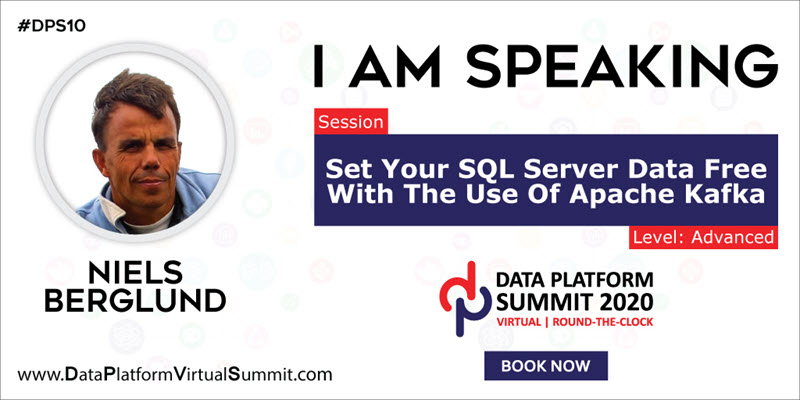 #DPS10
I AM SPEAKING
Session
Set Your SQL Server Data Free
With The Use Of Apache Kafka
Level: Advanced
NIELS
BERGLUND
dp
DATA PLATFORM
SUMMIT 2020
VIRTUAL | ROUND-THE-CLOCK
BOOK NOW
www.DataPlatformVirtualSummit.com